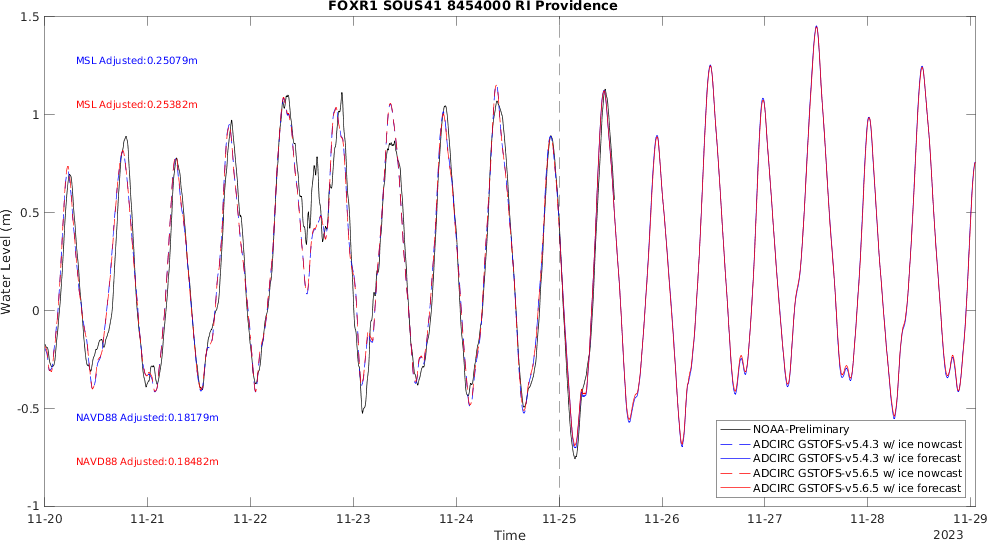 FOXR1 SOUS41 8454000 RI Providence
1.5
1
0.5
0
-0.5
-1
Water Level (m)
MSL Adjusted:0.25079m
MSL Adjusted:0.25382m
NAVD88 Adjusted:0.18179m
NAVD88 Adjusted:0.18482m
NOAA-Preliminary
ADCIRC GSTOFS-v5.4.3 w/ ice nowcast
ADCIRC GSTOFS-v5.4.3 w/ ice forecast
ADCIRC GSTOFS-v5.6.5 w/ ice nowcast
ADCIRC GSTOFS-v5.6.5 w/ ice forecast
11-20 11-21 11-22 11-23 11-24 11-25 11-26 11-27 11-28 11-29
Time
2023